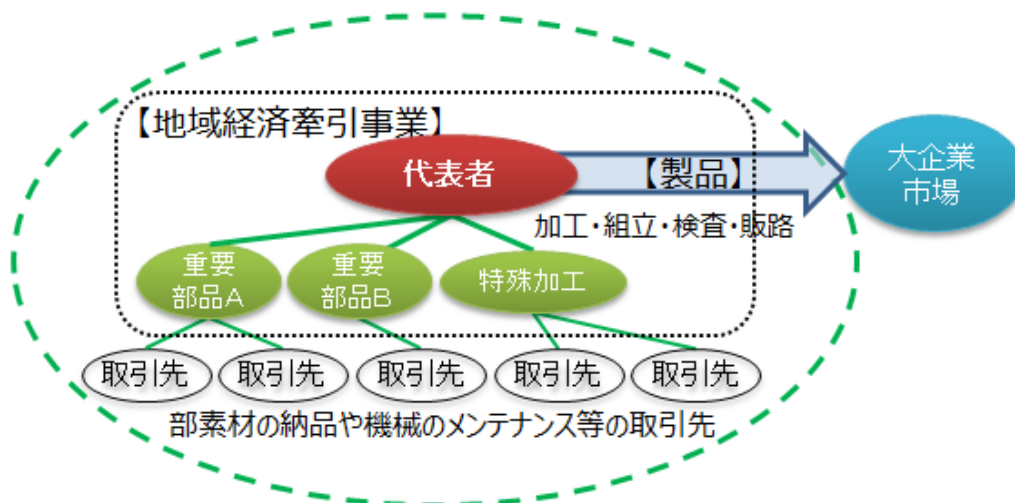 【地域経済牽引事業】
代表者
【製品】
大企業
市場
加工・組立・検査・販路
重要
部品A
重要
部品B
特殊加工
取引先
取引先
取引先
取引先
取引先
部素材の納品や機械のメンテナンス等の取引先